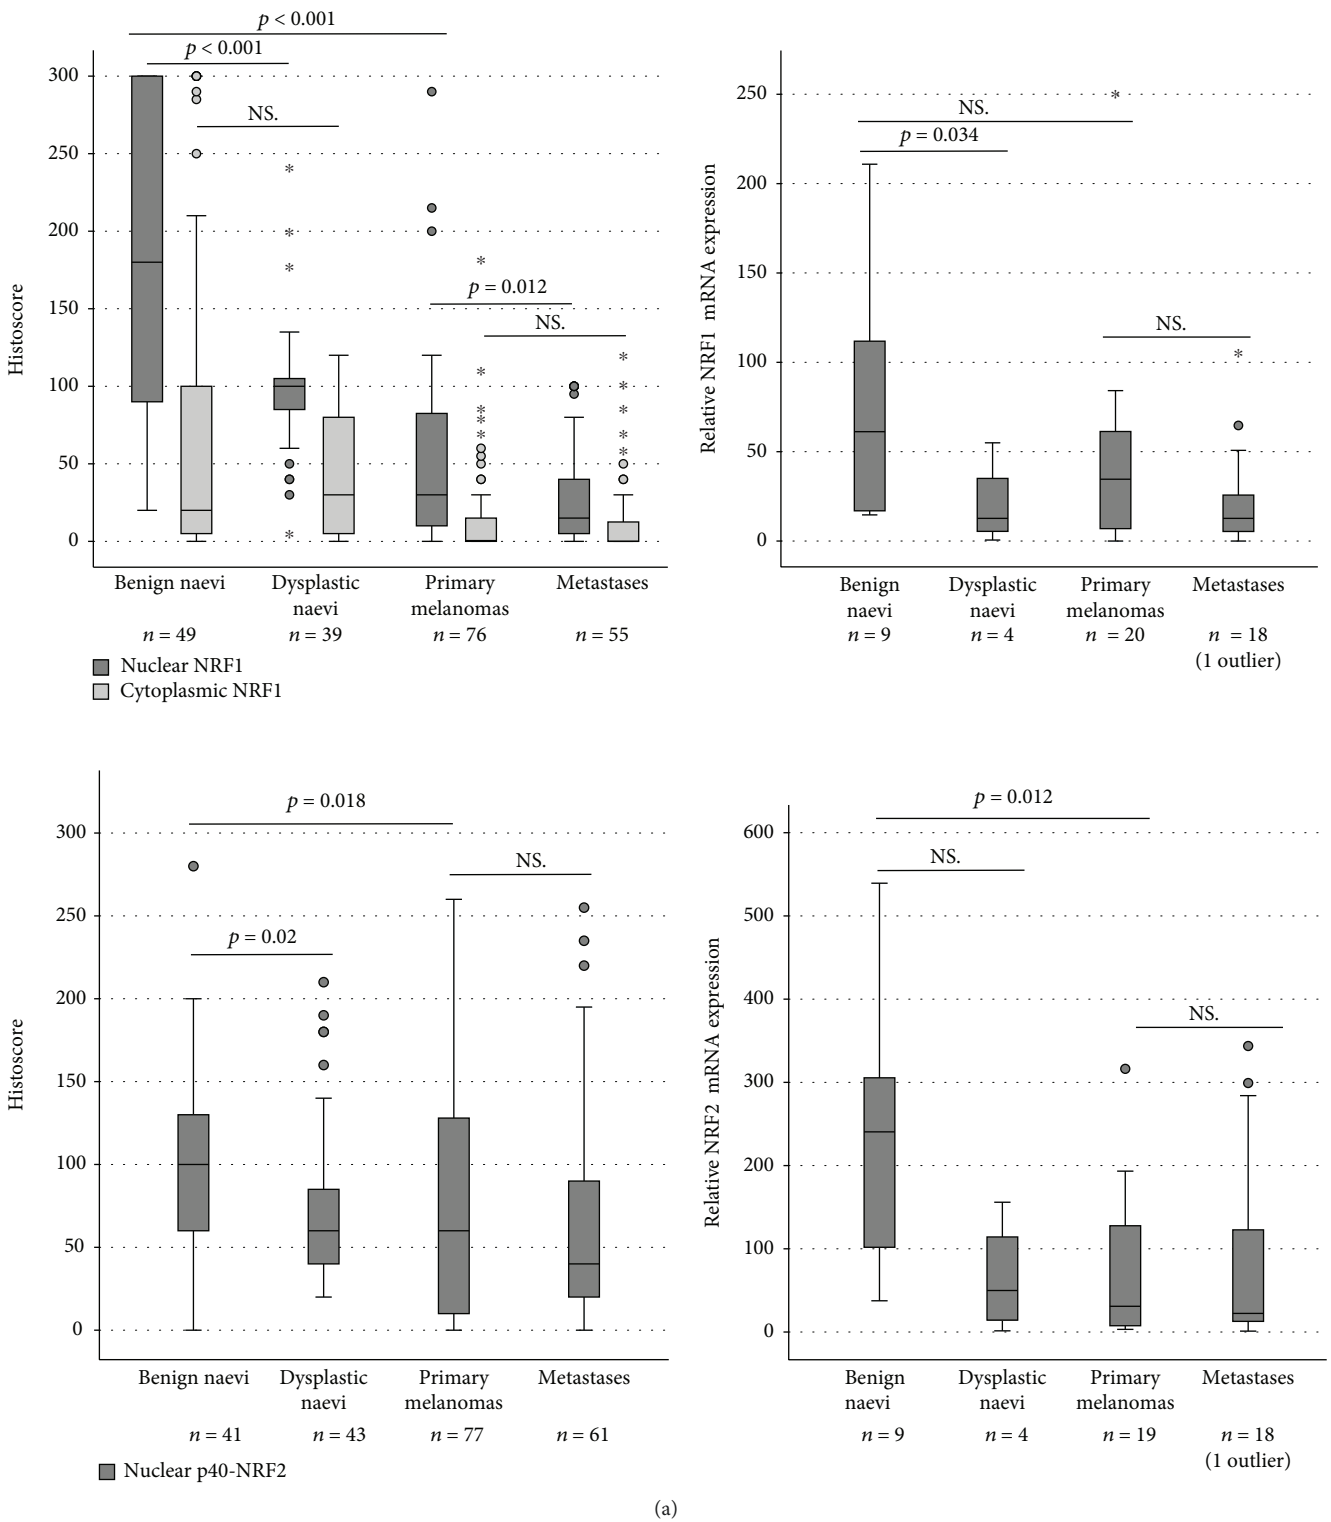 p < 0.001
p < 0.001
NS.
p = 0.012
NS.
300
250
200
150
100
50
0
Histoscore
Benign naevi
Dysplastic
naevi
Primary
melanomas
Metastases
n = 49
n = 39
n = 76
n = 55
Nuclear NRF1
Cytoplasmic NRF1
NS.
p = 0.034
NS.
250
200
150
100
50
0
Relative NRF1 mRNA expression
Benign
naevi
Dysplastic
naevi
Primary
melanomas
Metastases
n = 9
n = 4
n = 20
n = 18
(1 outlier)
p = 0.018
NS.
p = 0.02
300
250
200
150
100
50
0
Histoscore
Benign naevi
Dysplastic
naevi
Primary
melanomas
Metastases
n = 41
n = 43
n = 77
n = 61
Nuclear p40-NRF2
p = 0.012
NS.
NS.
600
500
400
300
200
100
0
Relative NRF2 mRNA expression
Benign
naevi
Dysplastic
naevi
Primary
melanomas
Metastases
n = 9
n = 4
n = 19
n = 18
(1 outlier)
(a)